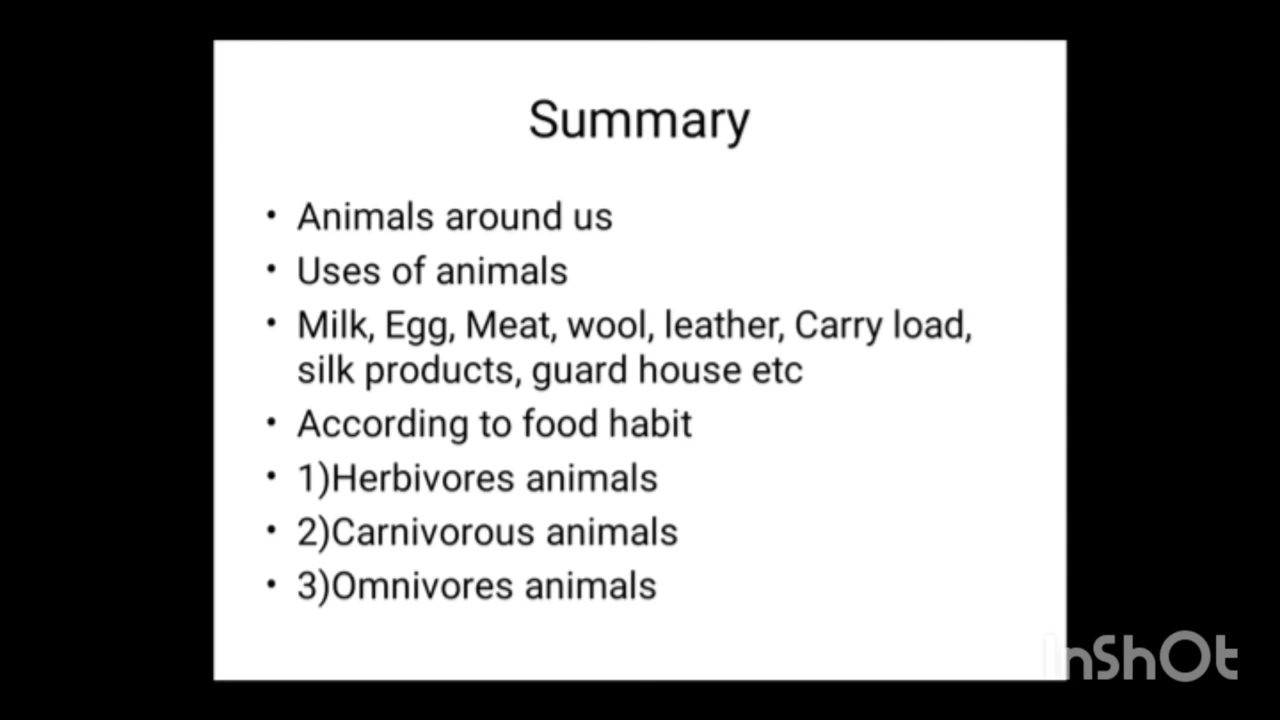 Summary
• Animals around us
• Uses of animals
• Milk, Egg, Meat, wool, leather, Carry load,
silk products, guard house etc
• According to food habit
• 1)Herbivores animals
• 2)Carnivorous animals
• 3)Omnivores animals
InShOt